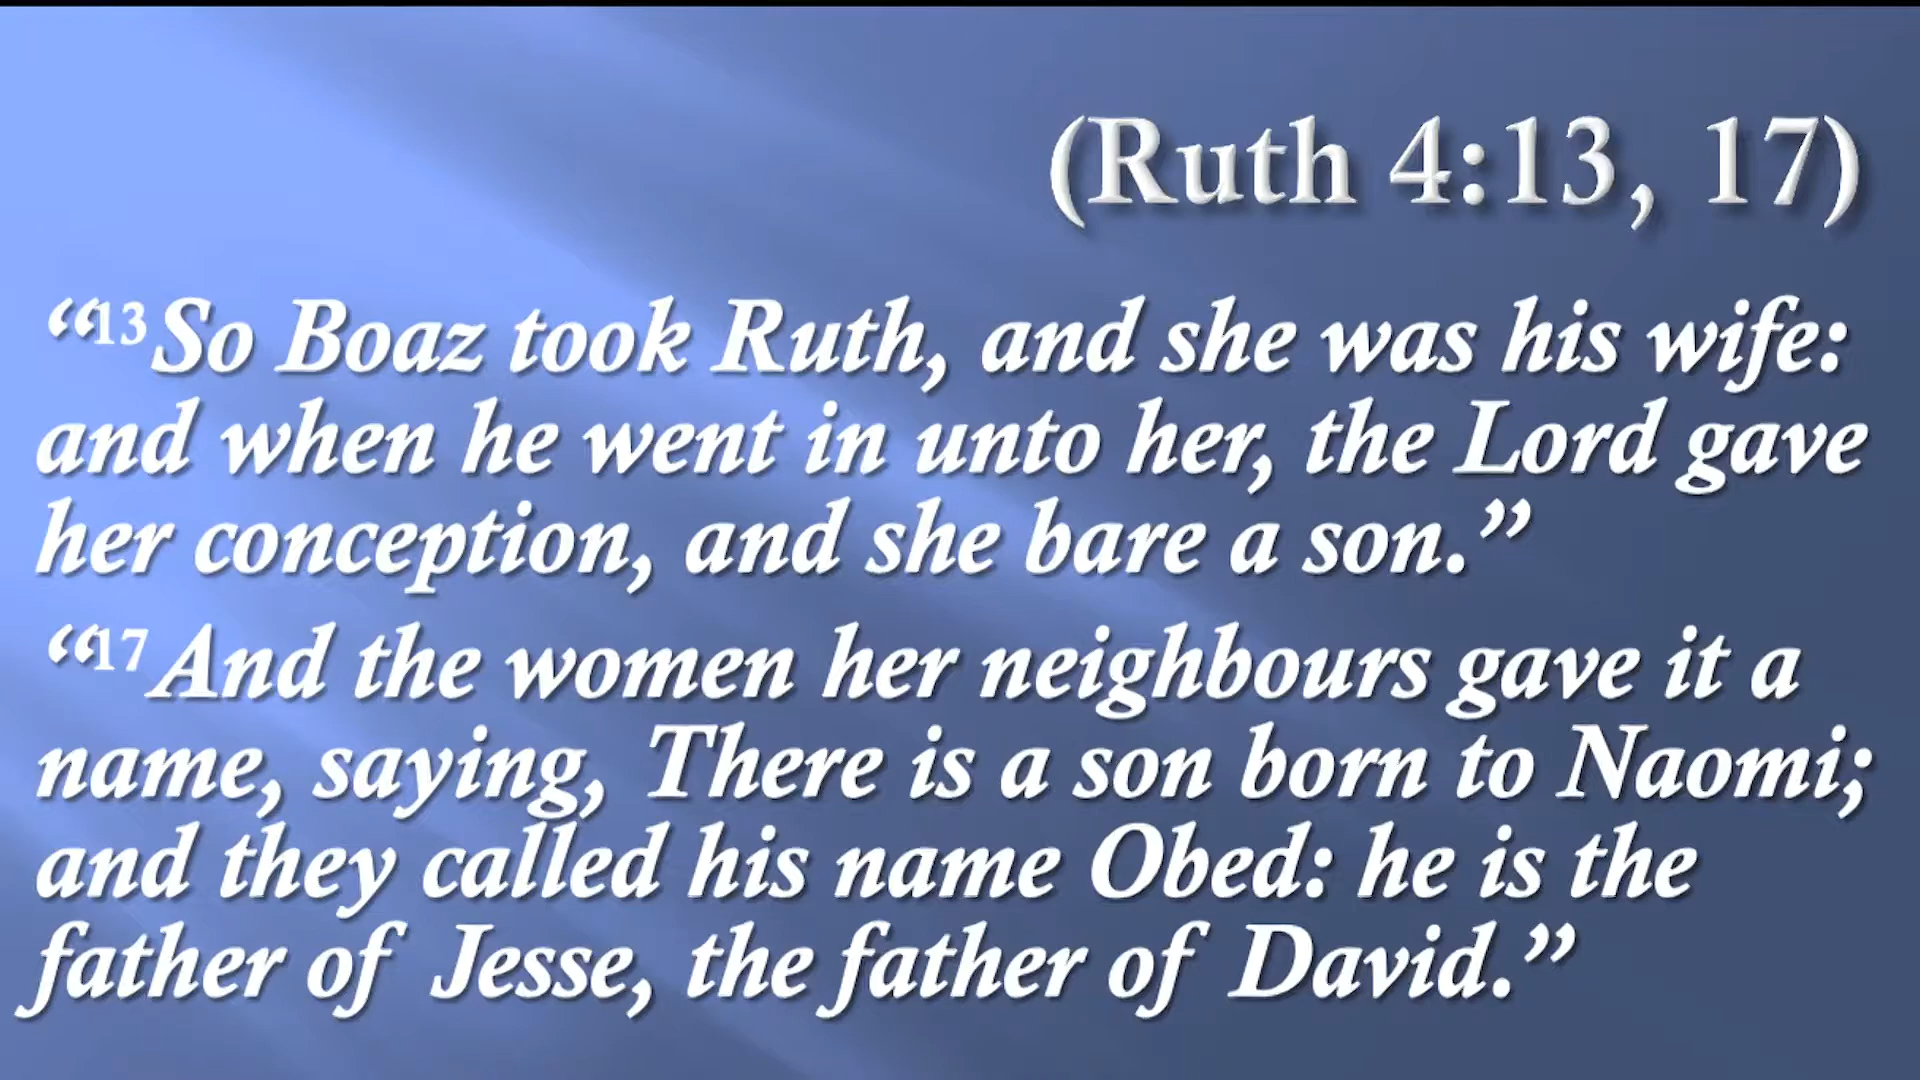 (Ruth 4:13, 17)
“13So Boaz took Ruth, and she was his wife:
and when he went in unto her, the Lord gave
her conception, and she bare a son.”
“17And the women her neighbours gave it a
name, saying, There is a son born to Naomi;
and they called his name Obed: he is the
father of Jesse, the father of David.”